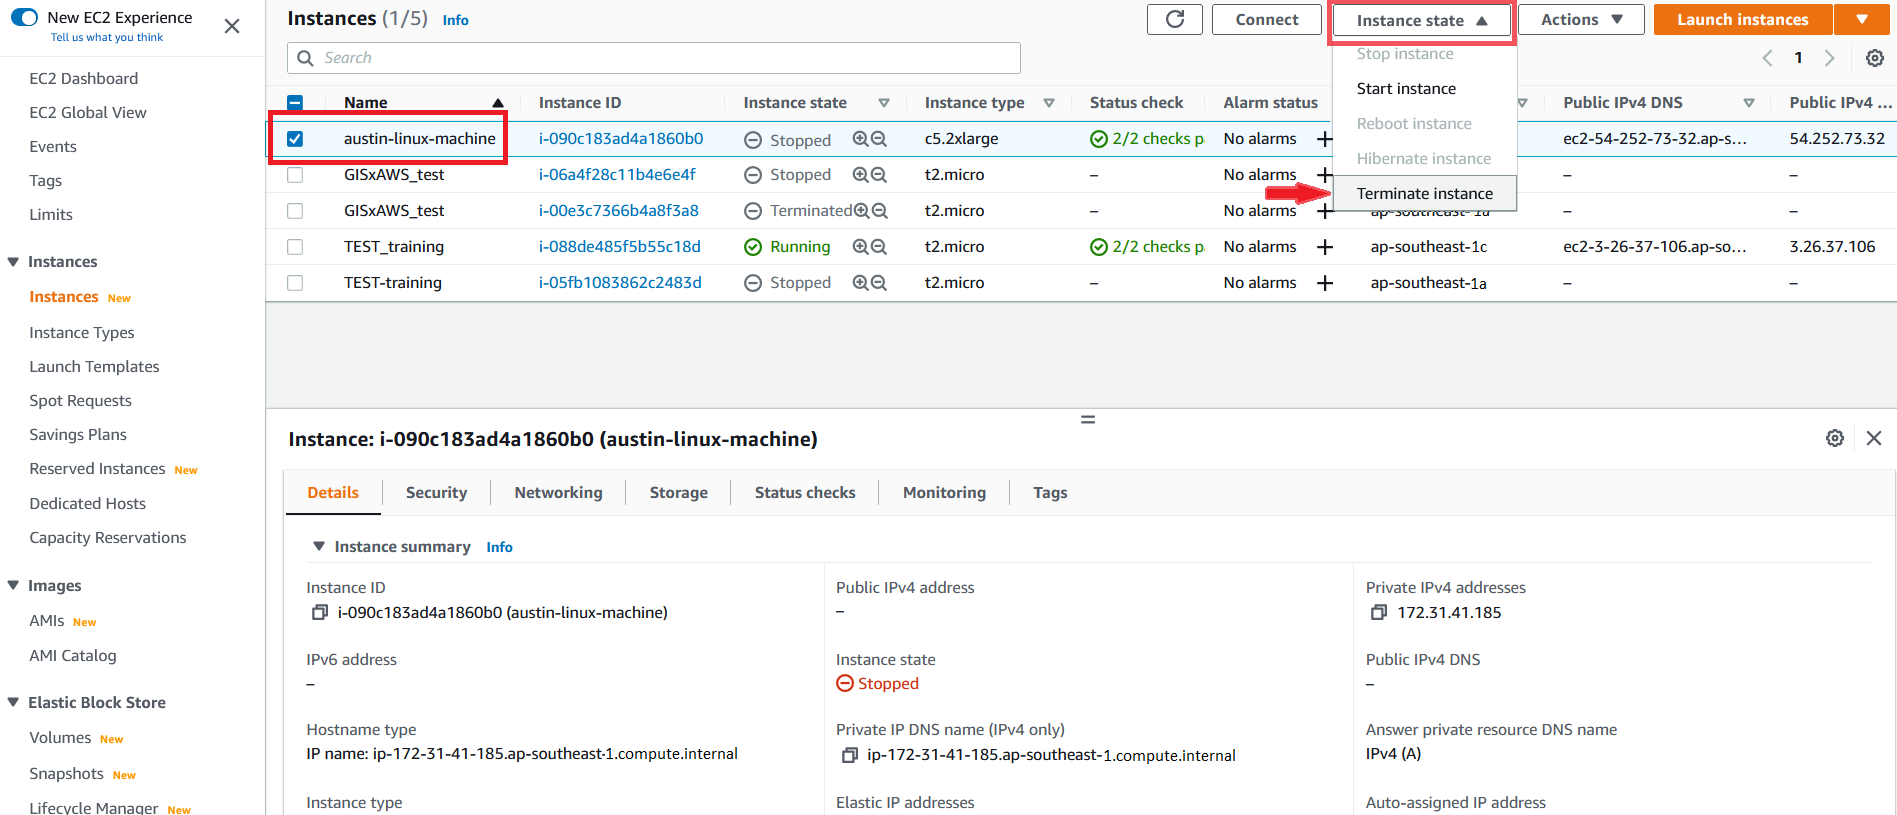 New EC2 Experience
Tell us what you think
EC2 Dashboard
EC2 Global View
Events
Tags
Limits
Instances
Instances New
Instance Types
Launch Templates
Spot Requests
Savings Plans
Reserved Instances New
Dedicated Hosts
Capacity Reservations
Images
AMIs New
AMI Catalog
Elastic Block Store
Volumes New
Snapshots New
Lifecycle Manager New
Instances (1/5) Info
Connect
Instance state
Actions
Launch instances
Search
1
Stop instance
Start instance
Reboot instance
Hibernate instance
Terminate instance
Name Instance ID Instance state Instance type Status check Alarm status Public IPv4 DNS Public IPv4 ...
austin-linux-machine i-090c183ad4a1860b0 Stopped c5.2xlarge 2/2 checks p No alarms + ec2-54-252-73-32.ap-s... 54.252.73.32
GISxAWS_test i-06a4f28c11b4e6e4f Stopped t2.micro – No alarms + – –
GISxAWS_test i-00e3c7366b4a8f3a8 Terminated t2.micro – No alarms + ap-southeast-1a – –
TEST_training i-088de485f5b55c18d Running t2.micro 2/2 checks p No alarms + ap-southeast-1c ec2-3-26-37-106.ap-so... 3.26.37.106
TEST-training i-05fb1083862c2483d Stopped t2.micro – No alarms + ap-southeast-1a – –
Instance: i-090c183ad4a1860b0 (austin-linux-machine)
Details Security Networking Storage Status checks Monitoring Tags
Instance summary Info
Instance ID
i-090c183ad4a1860b0 (austin-linux-machine)
Public IPv4 address
–
Private IPv4 addresses
172.31.41.185
IPv6 address
–
Instance state
Stopped
Public IPv4 DNS
–
Hostname type
IP name: ip-172-31-41-185.ap-southeast-1.compute.internal
Private IP DNS name (IPv4 only)
ip-172-31-41-185.ap-southeast-1.compute.internal
Answer private resource DNS name
IPv4 (A)
Instance type
Elastic IP addresses
Auto-assigned IP address